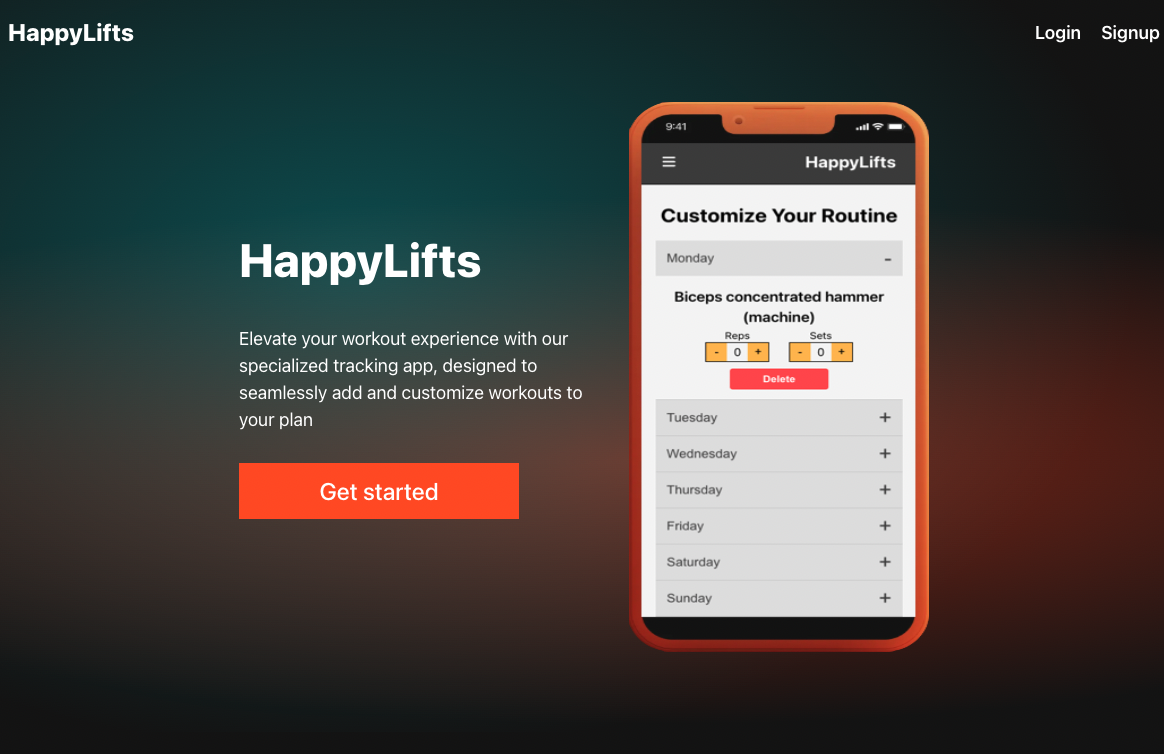 HappyLifts
Login Signup
HappyLifts
Elevate your workout experience with our
specialized tracking app, designed to
seamlessly add and customize workouts to
your plan
Get started
9:41
HappyLifts
Customize Your Routine
Monday -
Biceps concentrated hammer
(machine)
Reps Sets
- 0 + - 0 +
Delete
Tuesday +
Wednesday +
Thursday +
Friday +
Saturday +
Sunday +